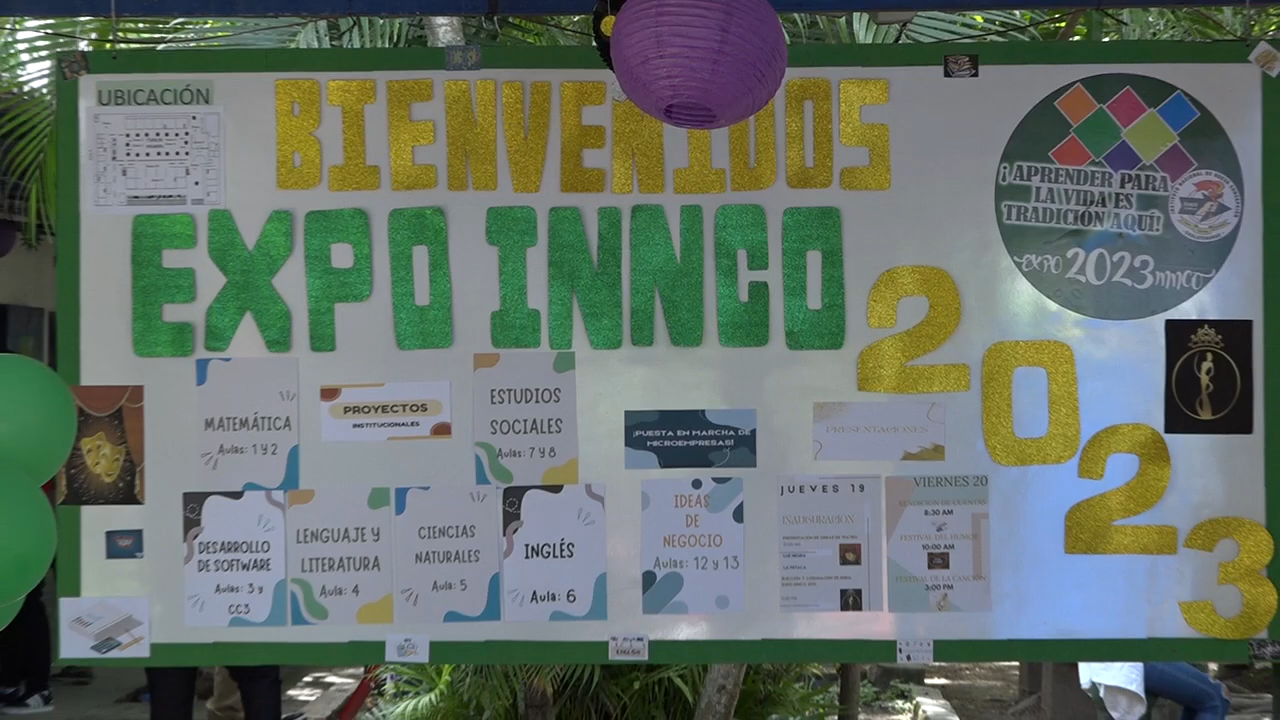 UBICACIÓN
BIENVENIDOS
EXPO INNCO
2023
¡APRENDER PARA
LA VIDA ES
TRADICIÓN AQUÍ!
EXPO 2023 INNCO
MATEMÁTICA
Aulas: 1 y 2
PROYECTOS
INSTITUCIONALES
ESTUDIOS
SOCIALES
Aulas: 7 y 8
¡PUESTA EN MARCHA DE
MICROEMPRESAS!
PRESENTACIONES
DESARROLLO
DE SOFTWARE
Aulas: 3 y
CC3
LENGUAJE Y
LITERATURA
Aula: 4
CIENCIAS
NATURALES
Aula: 5
INGLÉS
Aula: 6
IDEAS
DE
NEGOCIO
Aulas: 12 y 13
JUEVES 19
INAUGURACIÓN
VIERNES 20
RENDICION DE CUENTAS
8:30 AM
FESTIVAL DEL HUMOR
10:00 AM
FESTIVAL DE LA CANCIÓN
3:00 PM